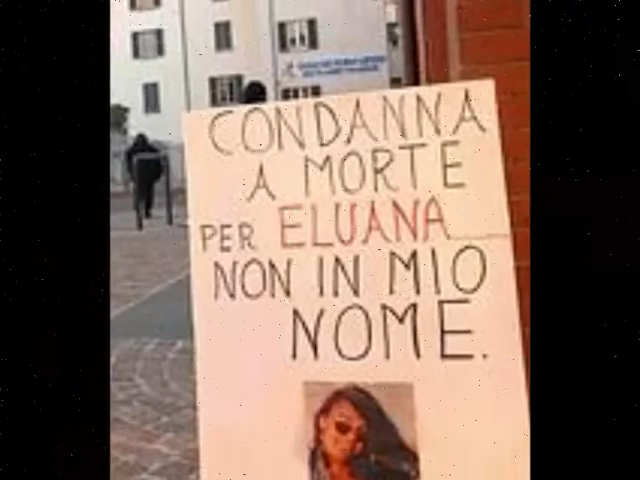 CONDANNA
A MORTE
PER ELUANA
NON IN MIO
NOME.